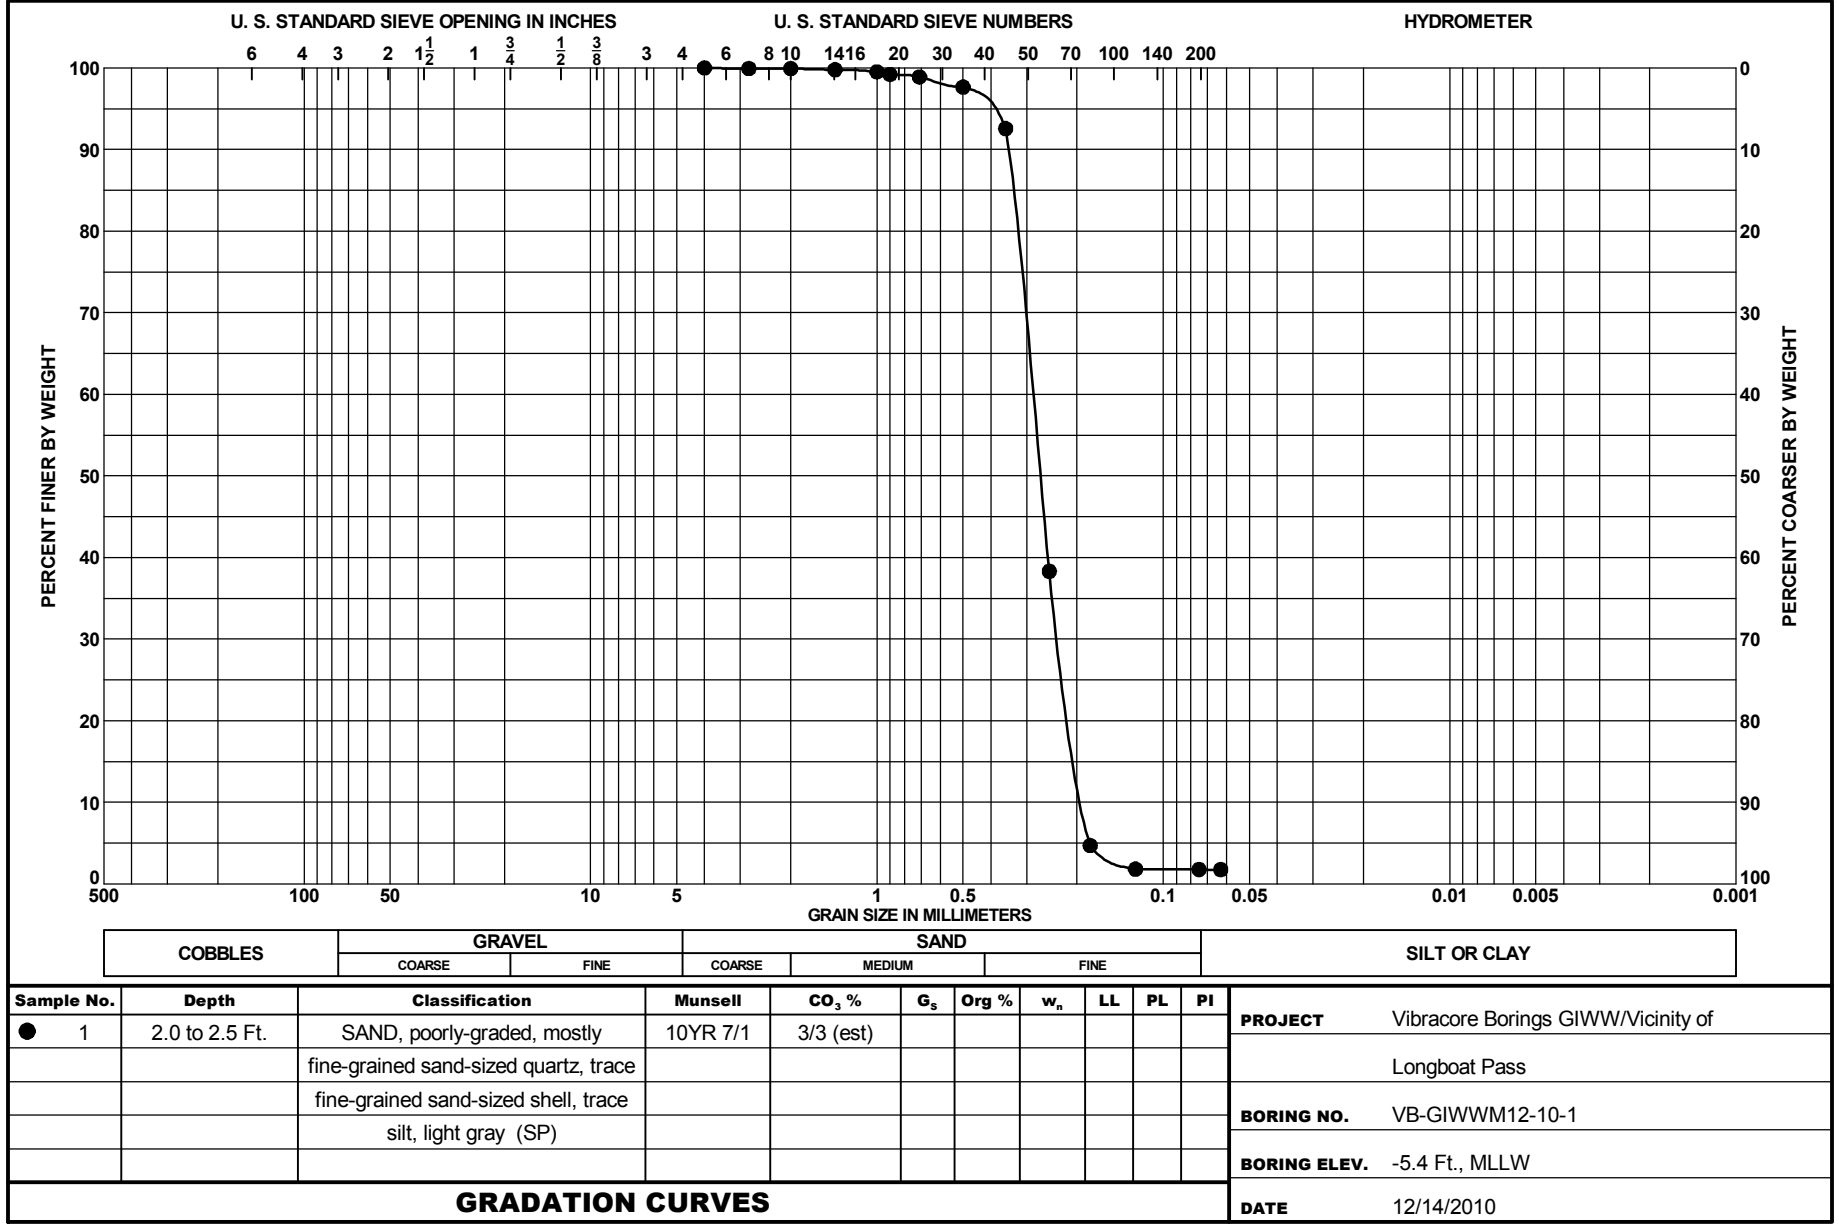 U. S. STANDARD SIEVE OPENING IN INCHES U. S. STANDARD SIEVE NUMBERS HYDROMETER
6 4 3 2 1 1/2 1 3/4 1/2 3/8 3 4 6 8 10 14 16 20 30 40 50 70 100 140 200
100 0
90 10
80 20
70 30
60 40
50 50
40 60
30 70
20 80
10 90
0 100
PERCENT FINER BY WEIGHT
PERCENT COARSER BY WEIGHT
500 100 50 10 5 1 0.5 0.1 0.05 0.01 0.005 0.001
GRAIN SIZE IN MILLIMETERS
COBBLES GRAVEL SAND SILT OR CLAY
COARSE FINE COARSE MEDIUM FINE
Sample No. Depth Classification Munsell CO₃ % Gₛ Org % wₙ LL PL PI
1 2.0 to 2.5 Ft. SAND, poorly-graded, mostly 10YR 7/1 3/3 (est)
fine-grained sand-sized quartz, trace
fine-grained sand-sized shell, trace
silt, light gray (SP)
GRADATION CURVES
PROJECT Vibracore Borings GIWW/Vicinity of
Longboat Pass
BORING NO. VB-GIWWM12-10-1
BORING ELEV. -5.4 Ft., MLLW
DATE 12/14/2010